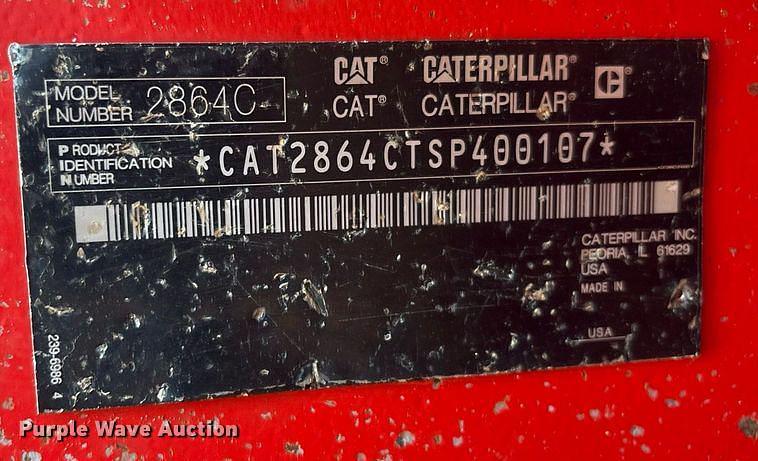 CAT® CATERPILLAR® C®
CAT® CATERPILLAR®
MODEL NUMBER 2864C
PRODUCT IDENTIFICATION NUMBER *CAT2864CTSP400107*
CATERPILLAR INC.
PEORIA, IL 61629
USA
MADE IN
USA
239-6986 4
Purple Wave Auction